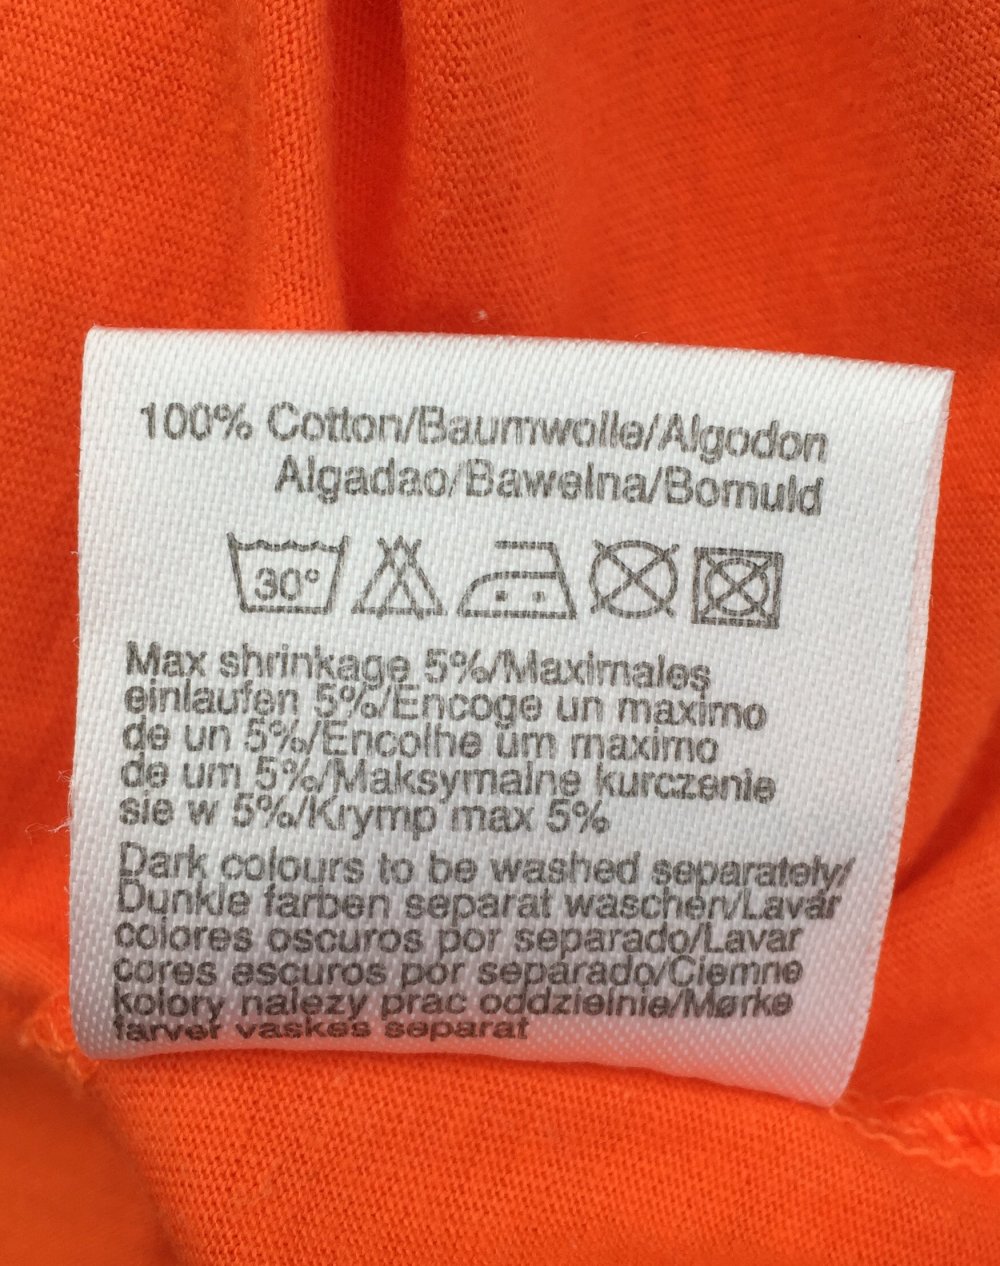 100% Cotton/Baumwolle/Algodon
Algadao/Bawelna/Bomuld
30°
Max shrinkage 5%/Maximales
einlaufen 5%/Encoge un maximo
de un 5%/Encolhe um maximo
de um 5%/Maksymalne kurczenie
sie w 5%/Krymp max 5%
Dark colours to be washed separately/
Dunkle farben separat waschen/Lavar
colores oscuros por separado/Lavar
cores escuros por separado/Ciemne
kolory nalezy prac oddzielnie/Mørke
farver vaskes separat